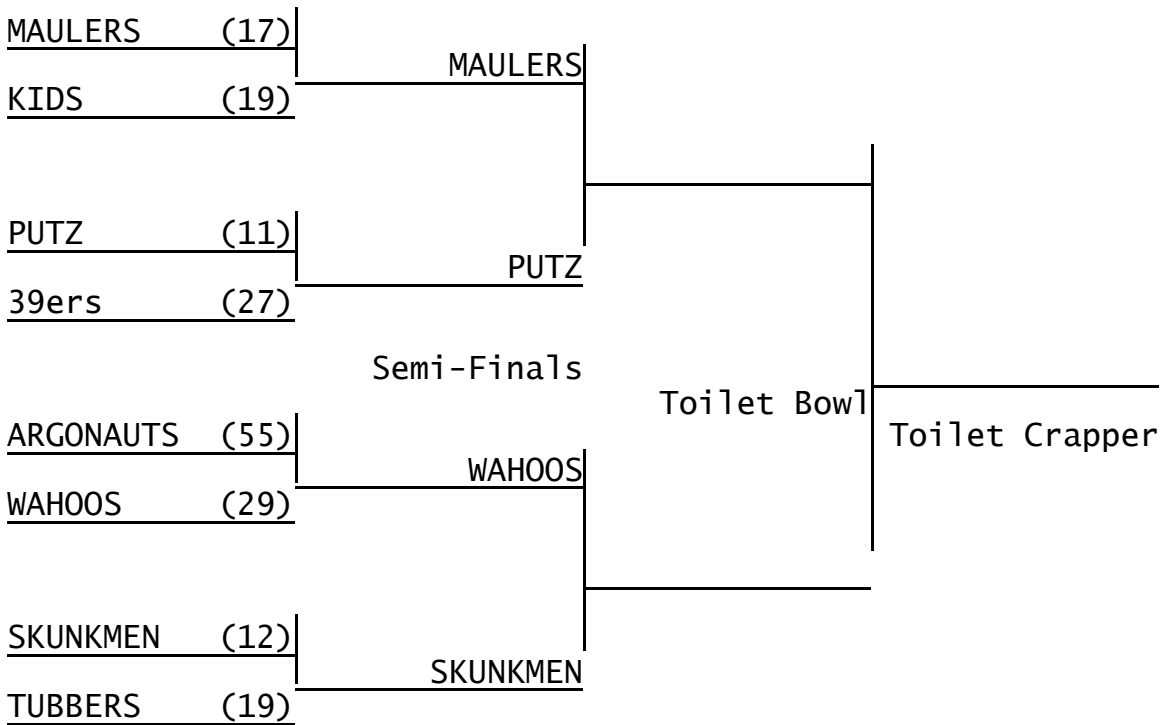 MAULERS (17)
MAULERS
KIDS (19)
PUTZ (11)
PUTZ
39ers (27)
Semi-Finals
Toilet Bowl
ARGONAUTS (55)
Toilet Crapper
WAHOOS
WAHOOS (29)
SKUNKMEN (12)
SKUNKMEN
TUBBERS (19)